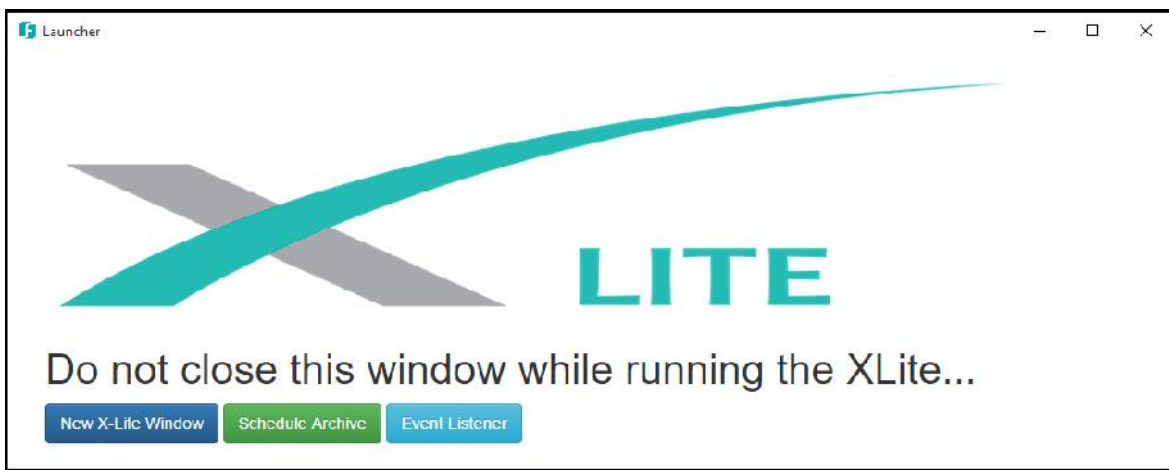 Launcher
X LITE
Do not close this window while running the XLite...
New X-Lite Window Schedule Archive Event Listener